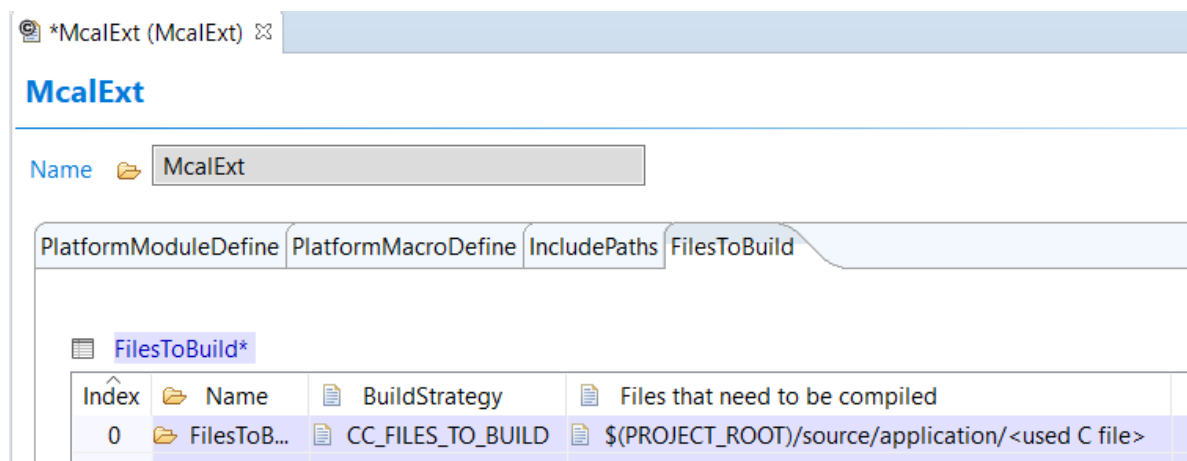 *McalExt (McalExt)
McalExt
Name McalExt
PlatformModuleDefine PlatformMacroDefine IncludePaths FilesToBuild
FilesToBuild*
Index Name BuildStrategy Files that need to be compiled
0 FilesToB... CC_FILES_TO_BUILD $(PROJECT_ROOT)/source/application/<used C file>